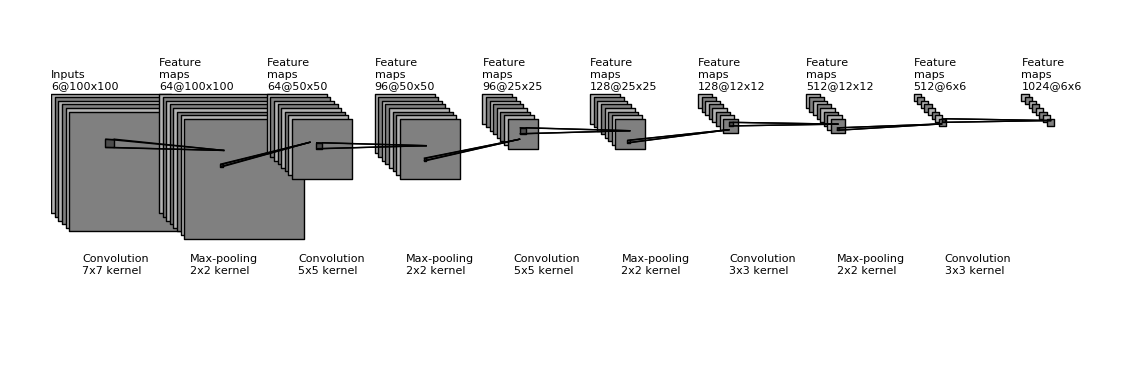 Inputs
6@100x100
Feature
maps
64@100x100
Feature
maps
64@50x50
Feature
maps
96@50x50
Feature
maps
96@25x25
Feature
maps
128@25x25
Feature
maps
128@12x12
Feature
maps
512@12x12
Feature
maps
512@6x6
Feature
maps
1024@6x6
Convolution
7x7 kernel
Max-pooling
2x2 kernel
Convolution
5x5 kernel
Max-pooling
2x2 kernel
Convolution
5x5 kernel
Max-pooling
2x2 kernel
Convolution
3x3 kernel
Max-pooling
2x2 kernel
Convolution
3x3 kernel